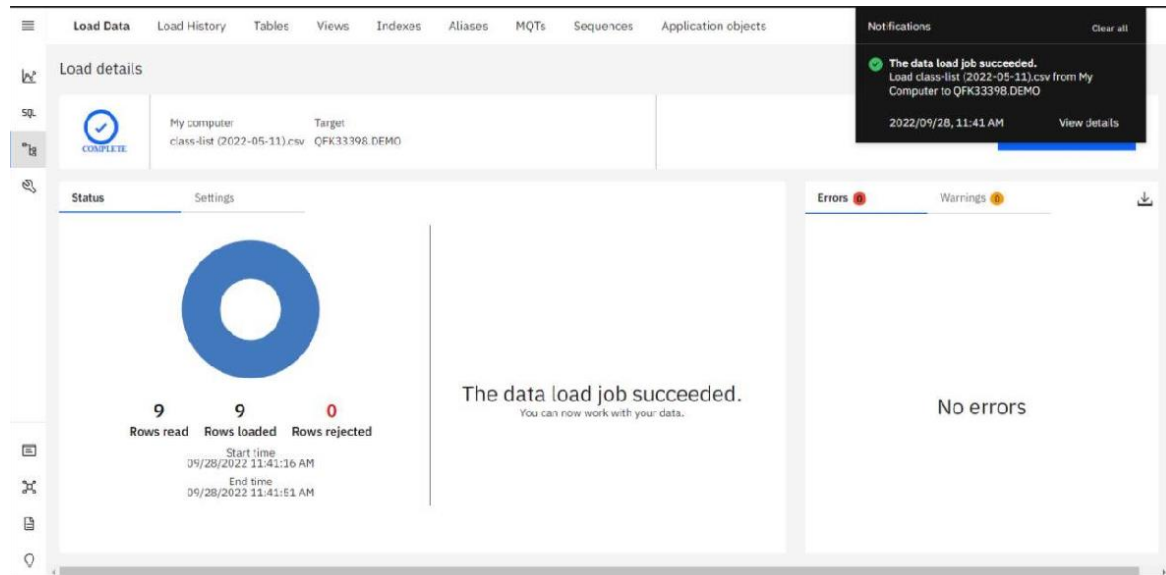 Load Data Load History Tables Views Indexes Aliases MQTs Sequences Application objects
Notifications Clear all
The data load job succeeded.
Load class-list (2022-05-11).csv from My
Computer to QFK33398.DEMO
2022/09/28, 11:41 AM View details
Load details
SQL
COMPLETE
My computer Target
class-list (2022-05-11).csv QFK33398.DEMO
Status Settings
Errors 0 Warnings 0
9 9 0
Rows read Rows loaded Rows rejected
Start time
09/28/2022 11:41:16 AM
End time
09/28/2022 11:41:51 AM
The data load job succeeded.
You can now work with your data.
No errors